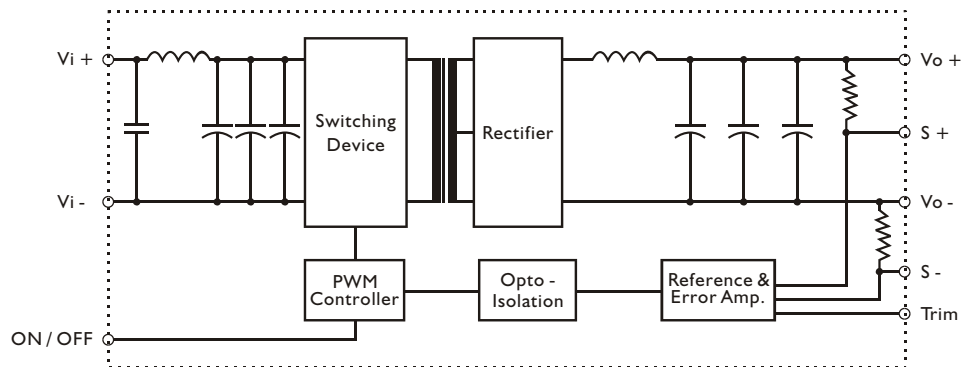 Vi +
Vo +
Switching
Device
Rectifier
S +
Vi -
Vo -
S -
PWM
Controller
Opto -
Isolation
Reference &
Error Amp.
Trim
ON / OFF